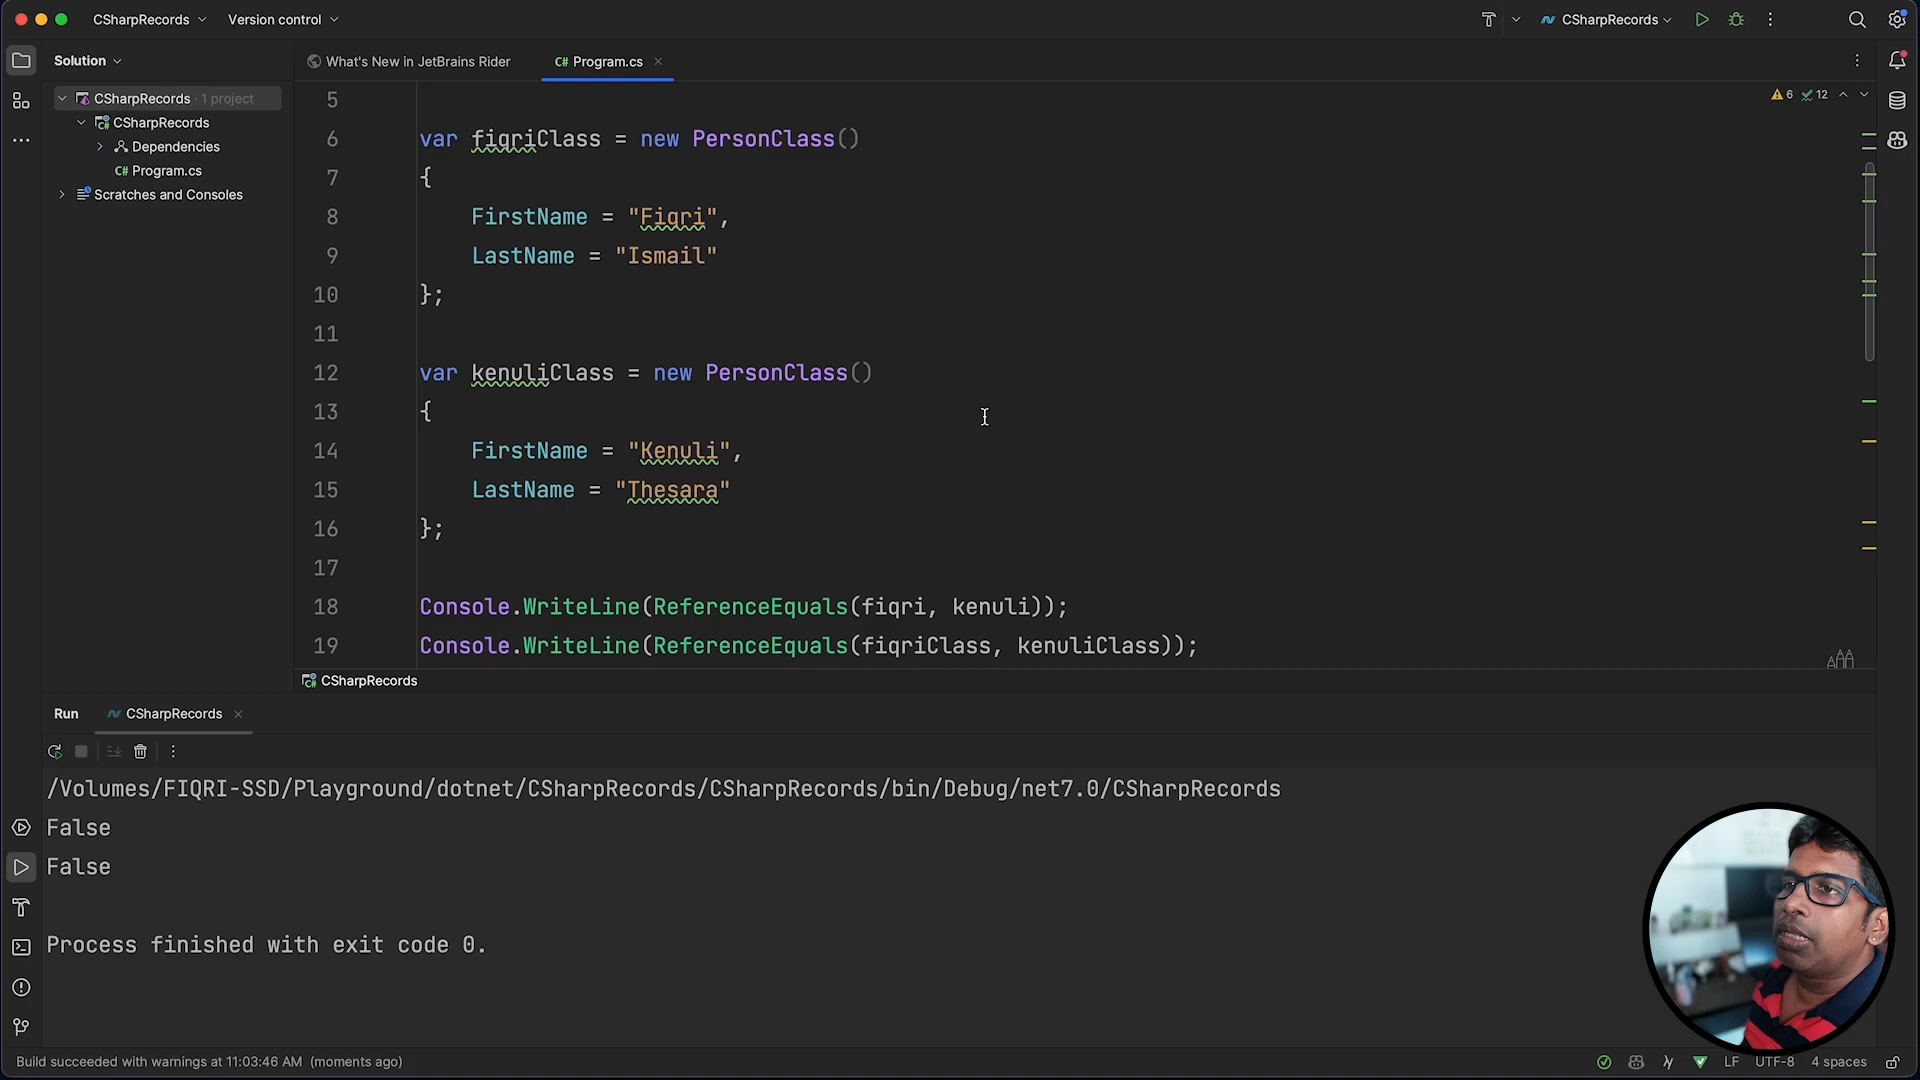 CSharpRecords
Version control
CSharpRecords
Solution
What's New in JetBrains Rider
C# Program.cs
CSharpRecords · 1 project
CSharpRecords
Dependencies
C# Program.cs
Scratches and Consoles
6 12
5
6 var fiqriClass = new PersonClass()
7 {
8 FirstName = "Fiqri",
9 LastName = "Ismail"
10 };
11
12 var kenuliClass = new PersonClass()
13 {
14 FirstName = "Kenuli",
15 LastName = "Thesara"
16 };
17
18 Console.WriteLine(ReferenceEquals(fiqri, kenuli));
19 Console.WriteLine(ReferenceEquals(fiqriClass, kenuliClass));
CSharpRecords
Run
CSharpRecords
/Volumes/FIQRI-SSD/Playground/dotnet/CSharpRecords/CSharpRecords/bin/Debug/net7.0/CSharpRecords
False
False
Process finished with exit code 0.
Build succeeded with warnings at 11:03:46 AM (moments ago)
LF UTF-8 4 spaces